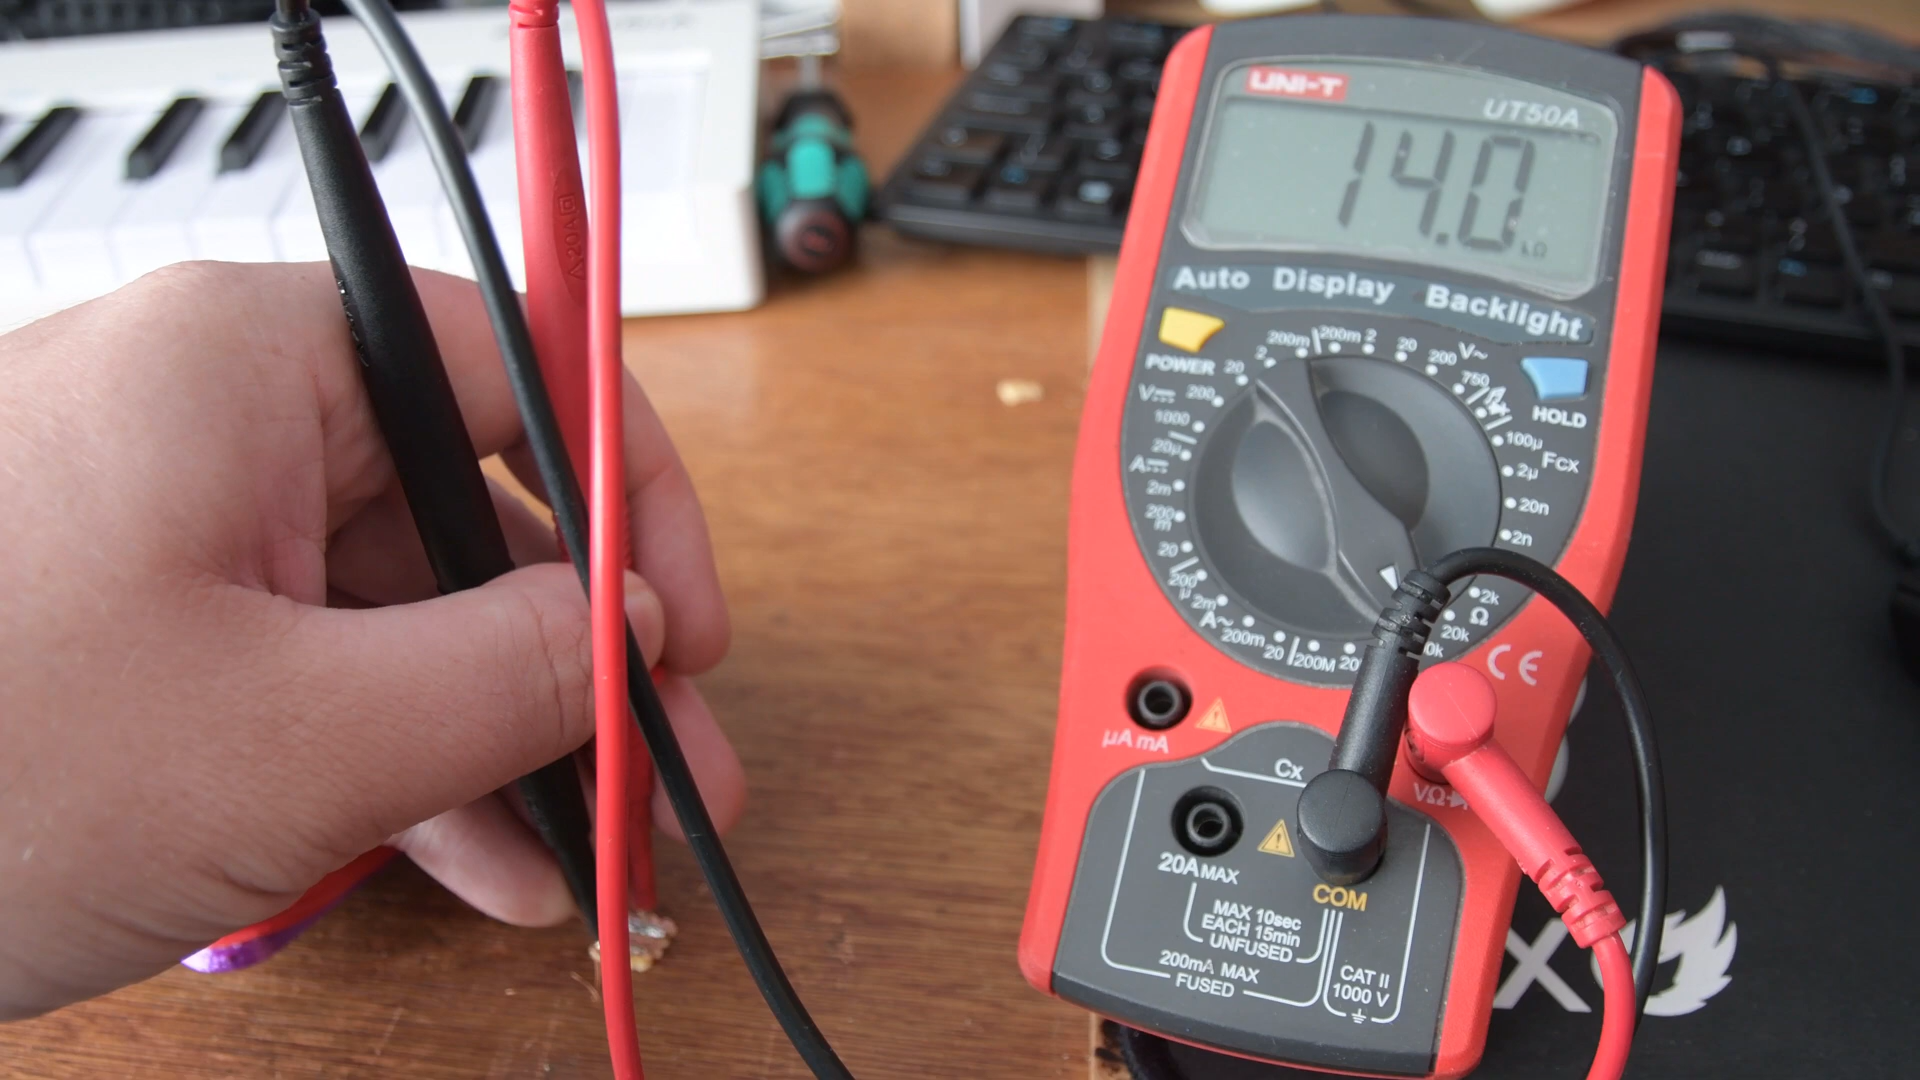 UNI-T
UT50A
14.0
kΩ
Auto Display Backlight
POWER
HOLD
200m
200m
2
20
200
V~
750
2
20
V⎓
200
1000
20µ
A⎓
2m
200m
20
200µ
2m
A~
200m
20
200M
20
0k
20k
Ω
2k
100µ
Fcx
2µ
20n
2n
CE
µA mA
Cx
VΩ
20A MAX
COM
MAX 10sec
EACH 15min
UNFUSED
200mA MAX
FUSED
CAT II
1000 V
20A
X